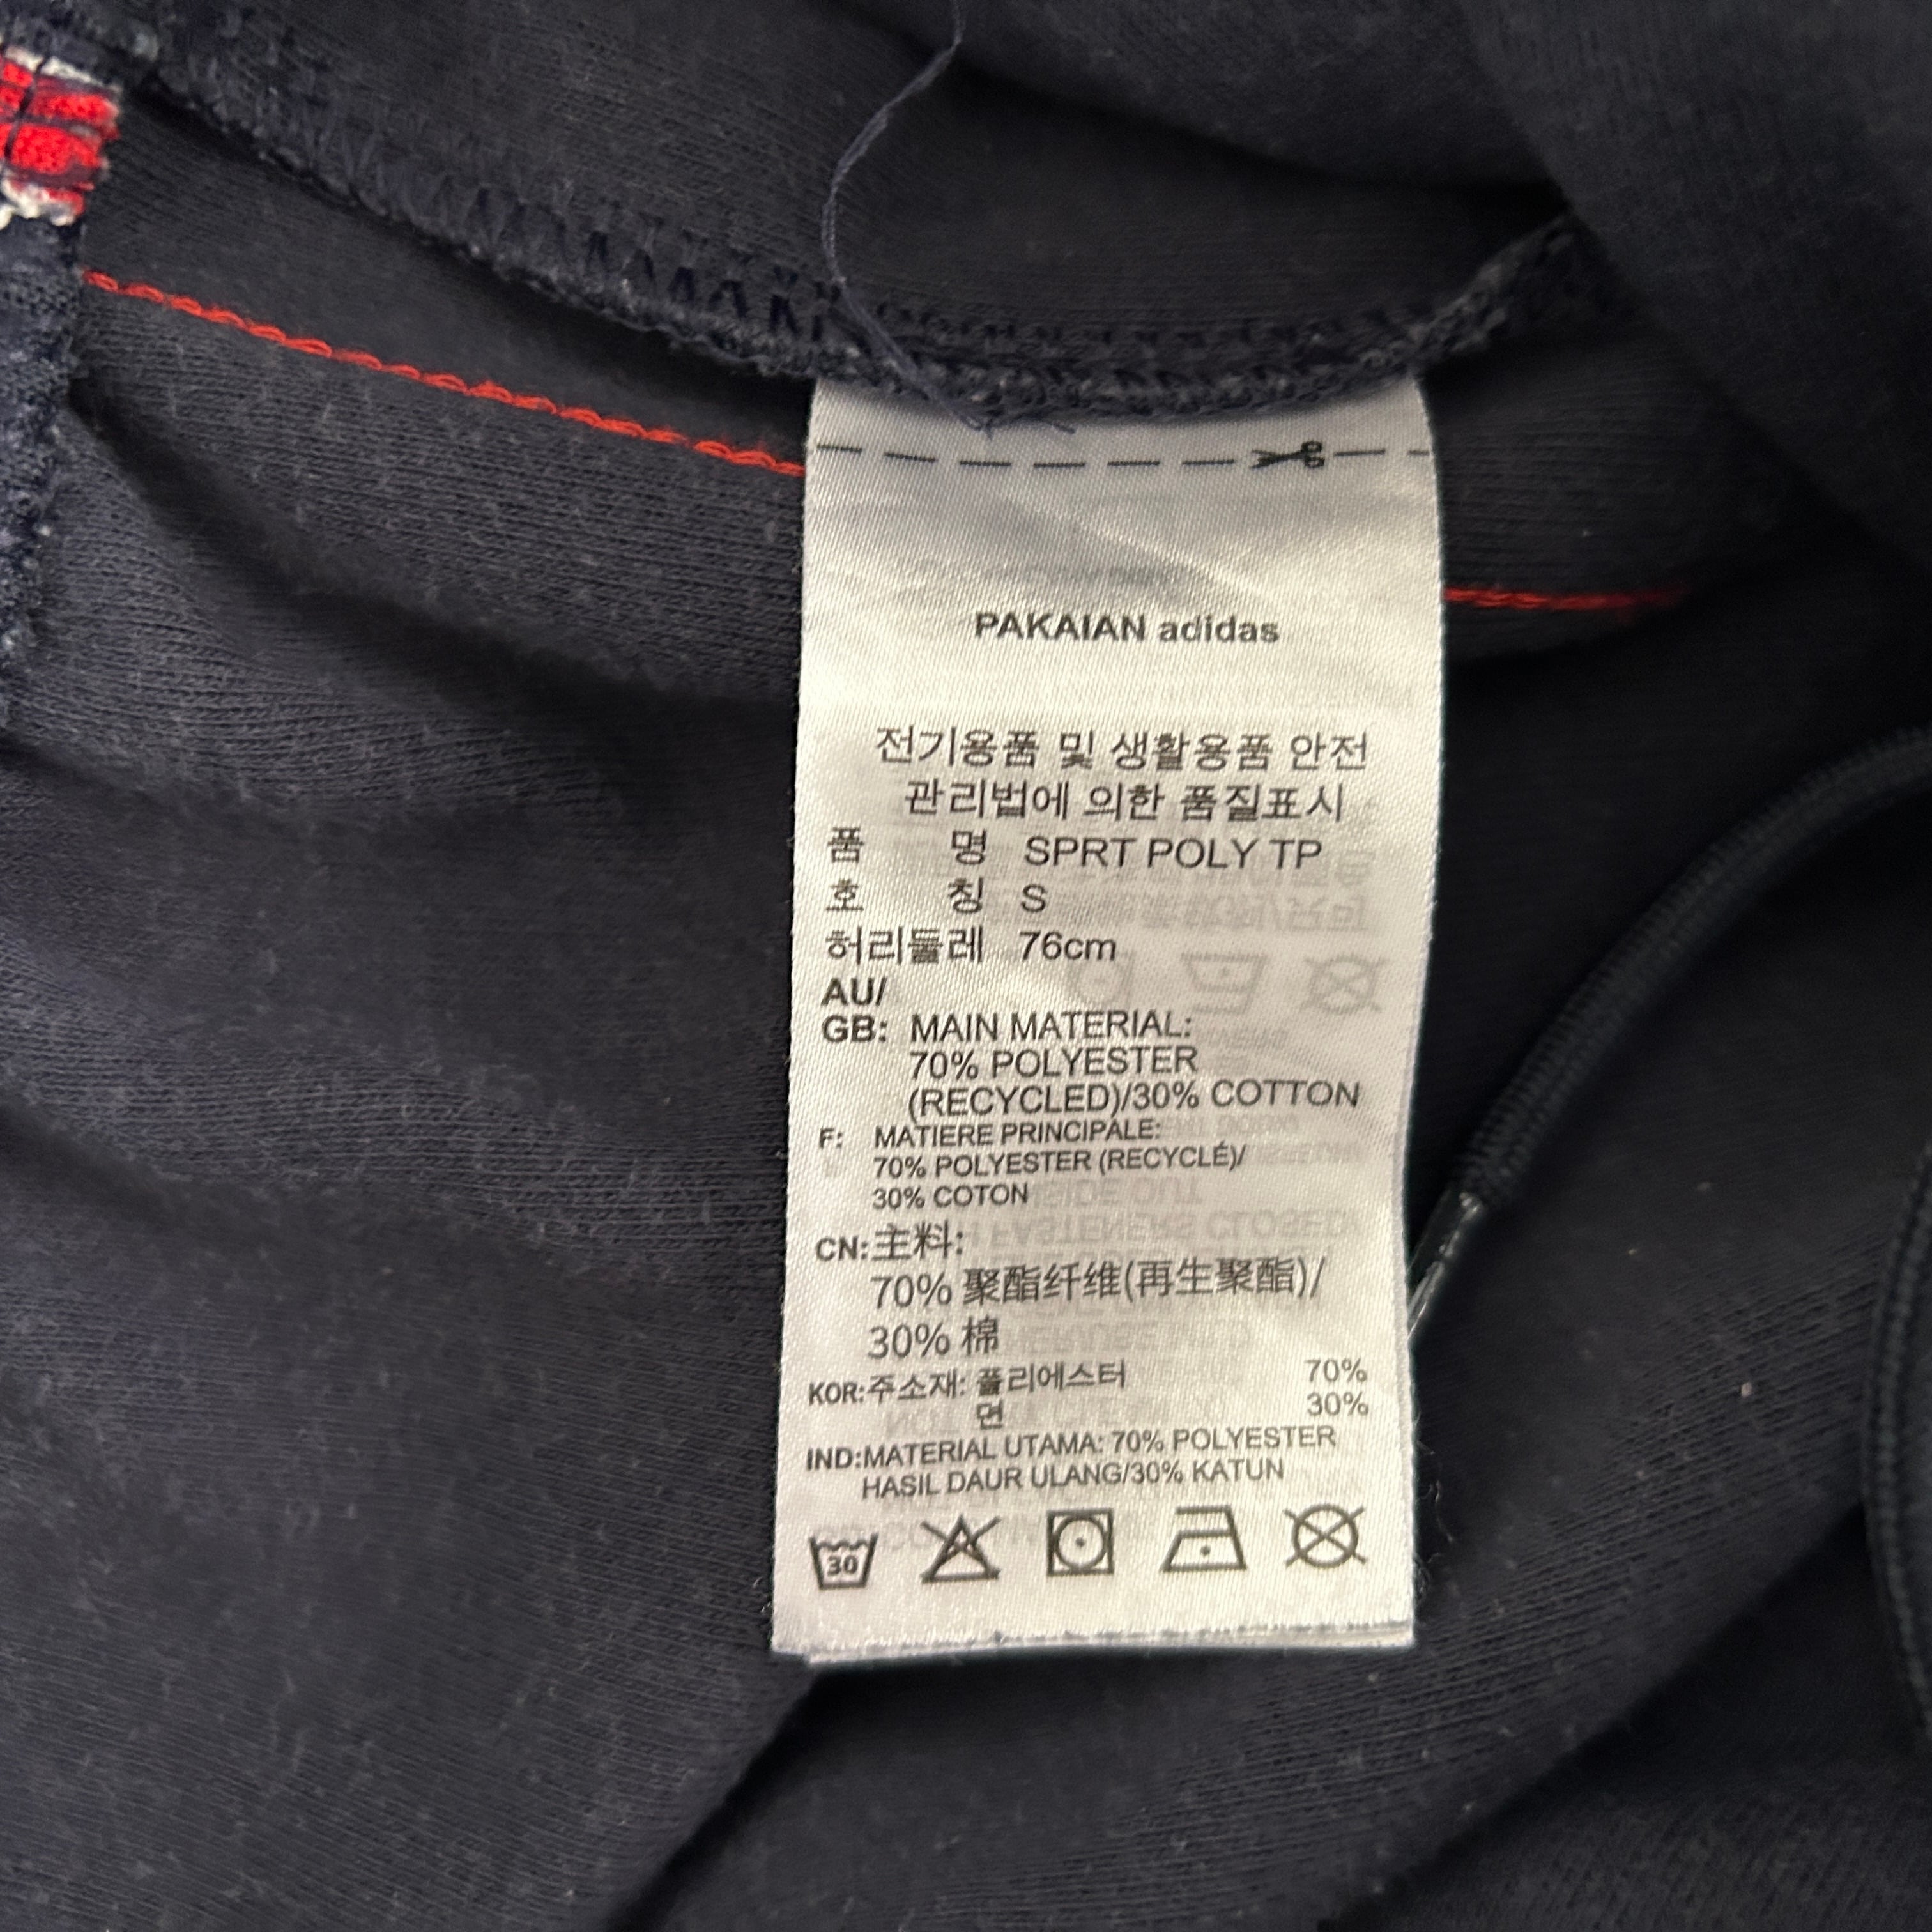 PAKAIAN adidas
전기용품 및 생활용품 안전
관리법에 의한 품질표시
품 명 SPRT POLY TP
호 칭 S
허리둘레 76cm
AU/
GB: MAIN MATERIAL:
70% POLYESTER
(RECYCLED)/30% COTTON
F: MATIERE PRINCIPALE:
70% POLYESTER (RECYCLÉ)/
30% COTON
CN:主料:
70% 聚酯纤维(再生聚酯)/
30% 棉
KOR:주소재: 폴리에스터 70%
면 30%
IND:MATERIAL UTAMA: 70% POLYESTER
HASIL DAUR ULANG/30% KATUN
30